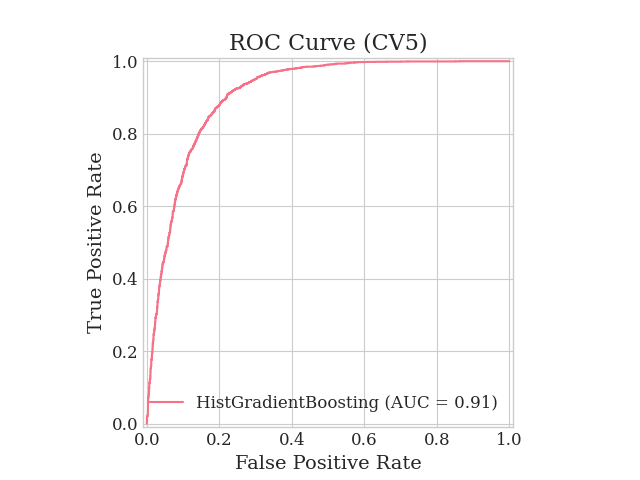 ROC Curve (CV5)
True Positive Rate
1.0
0.8
0.6
0.4
0.2
0.0
HistGradientBoosting (AUC = 0.91)
0.0 0.2 0.4 0.6 0.8 1.0
False Positive Rate